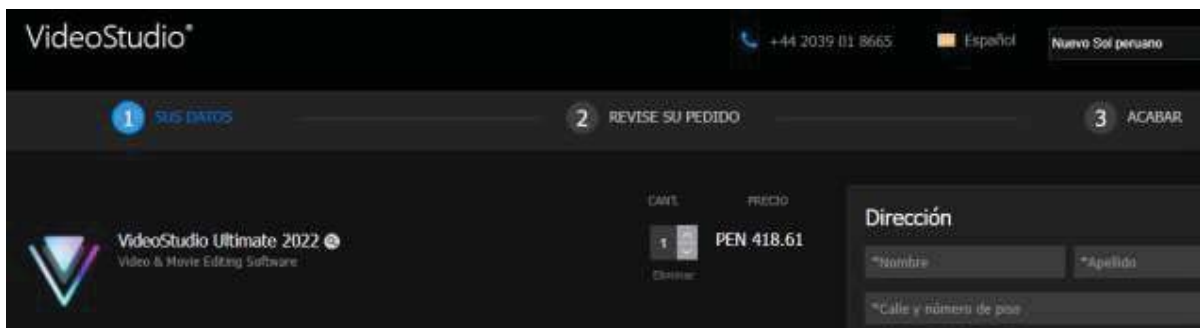 VideoStudio®
+44 2039 01 8665
Español
Nuevo Sol peruano
1 SUS DATOS
2 REVISE SU PEDIDO
3 ACABAR
CANT.
PRECIO
VideoStudio Ultimate 2022
Video & Movie Editing Software
1
PEN 418.61
Eliminar
Dirección
*Nombre
*Apellido
*Calle y número de piso